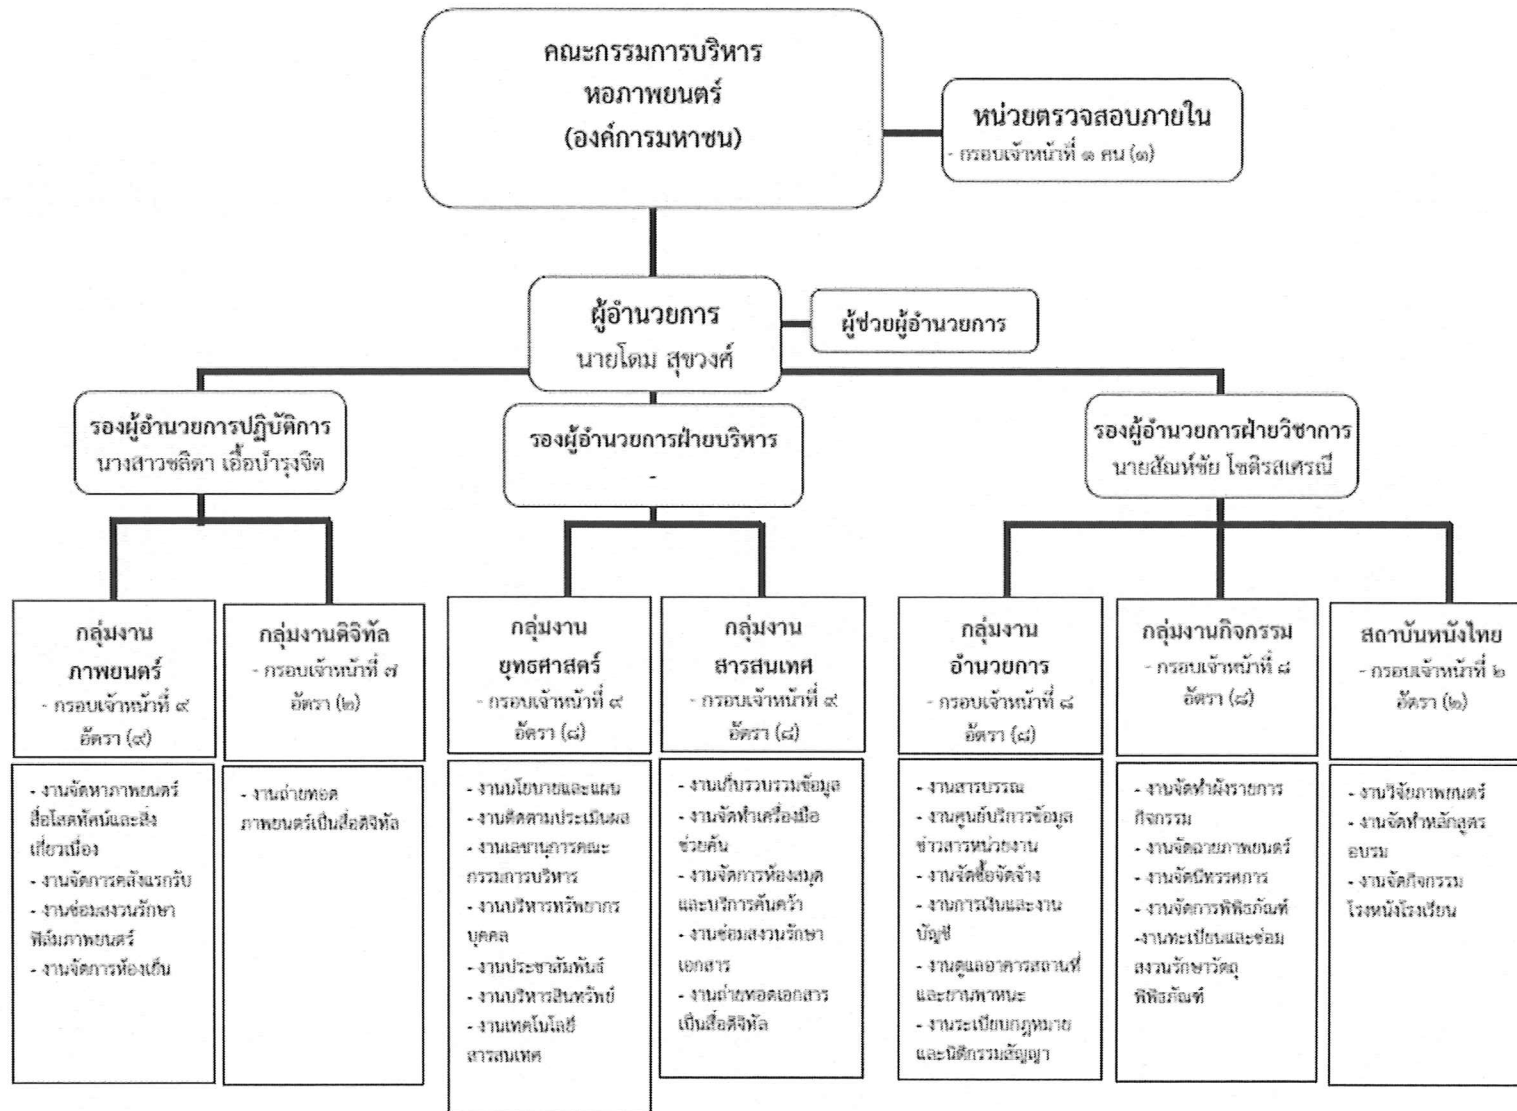 คณะกรรมการบริหาร
หอภาพยนตร์
(องค์การมหาชน)
หน่วยตรวจสอบภายใน
- กรอบเจ้าหน้าที่ ๑ คน (๑)
ผู้อำนวยการ
นายโดม สุขวงศ์
ผู้ช่วยผู้อำนวยการ
รองผู้อำนวยการปฏิบัติการ
นางสาวชลิดา เอื้อบำรุงจิต
รองผู้อำนวยการฝ่ายบริหาร
-
รองผู้อำนวยการฝ่ายวิชาการ
นายสัณห์ชัย โชติรสเศรณี
กลุ่มงาน
ภาพยนตร์
- กรอบเจ้าหน้าที่ ๙
อัตรา (๙)
- งานจัดหาภาพยนตร์
สื่อโสตทัศน์และสิ่ง
เกี่ยวเนื่อง
- งานจัดการคลังแรกรับ
- งานซ่อมสงวนรักษา
ฟิล์มภาพยนตร์
- งานจัดการห้องเย็น
กลุ่มงานดิจิทัล
- กรอบเจ้าหน้าที่ ๗
อัตรา (๒)
- งานถ่ายทอด
ภาพยนตร์เป็นสื่อดิจิทัล
กลุ่มงาน
ยุทธศาสตร์
- กรอบเจ้าหน้าที่ ๙
อัตรา (๘)
- งานนโยบายและแผน
- งานติดตามประเมินผล
- งานเลขานุการคณะ
กรรมการบริหาร
- งานบริหารทรัพยากร
บุคคล
- งานประชาสัมพันธ์
- งานบริหารสินทรัพย์
- งานเทคโนโลยี
สารสนเทศ
กลุ่มงาน
สารสนเทศ
- กรอบเจ้าหน้าที่ ๙
อัตรา (๘)
- งานเก็บรวบรวมข้อมูล
- งานจัดทำเครื่องมือ
ช่วยค้น
- งานจัดการห้องสมุด
และบริการค้นคว้า
- งานซ่อมสงวนรักษา
เอกสาร
- งานถ่ายทอดเอกสาร
เป็นสื่อดิจิทัล
กลุ่มงาน
อำนวยการ
- กรอบเจ้าหน้าที่ ๘
อัตรา (๘)
- งานสารบรรณ
- งานศูนย์บริการข้อมูล
ข่าวสารหน่วยงาน
- งานจัดซื้อจัดจ้าง
- งานการเงินและงาน
บัญชี
- งานดูแลอาคารสถานที่
และยานพาหนะ
- งานระเบียบกฎหมาย
และนิติกรรมสัญญา
กลุ่มงานกิจกรรม
- กรอบเจ้าหน้าที่ ๘
อัตรา (๘)
- งานจัดทำผังรายการ
กิจกรรม
- งานจัดฉายภาพยนตร์
- งานจัดนิทรรศการ
- งานจัดการพิพิธภัณฑ์
-งานทะเบียนและซ่อม
สงวนรักษาวัตถุ
พิพิธภัณฑ์
สถาบันหนังไทย
- กรอบเจ้าหน้าที่ ๒
อัตรา (๒)
- งานวิจัยภาพยนตร์
- งานจัดทำหลักสูตร
อบรม
- งานจัดกิจกรรม
โรงหนังโรงเรียน